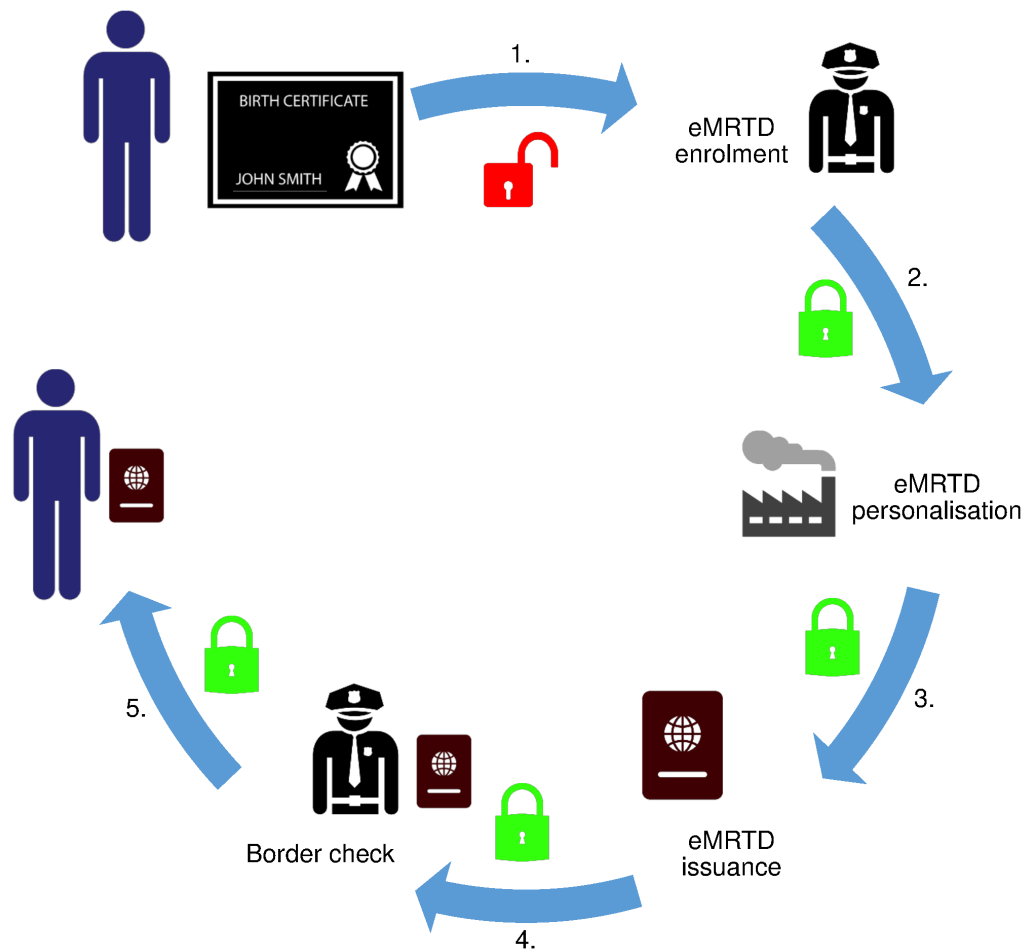 1.
BIRTH CERTIFICATE
JOHN SMITH
eMRTD
enrolment
2.
eMRTD
personalisation
3.
eMRTD
issuance
4.
Border check
5.